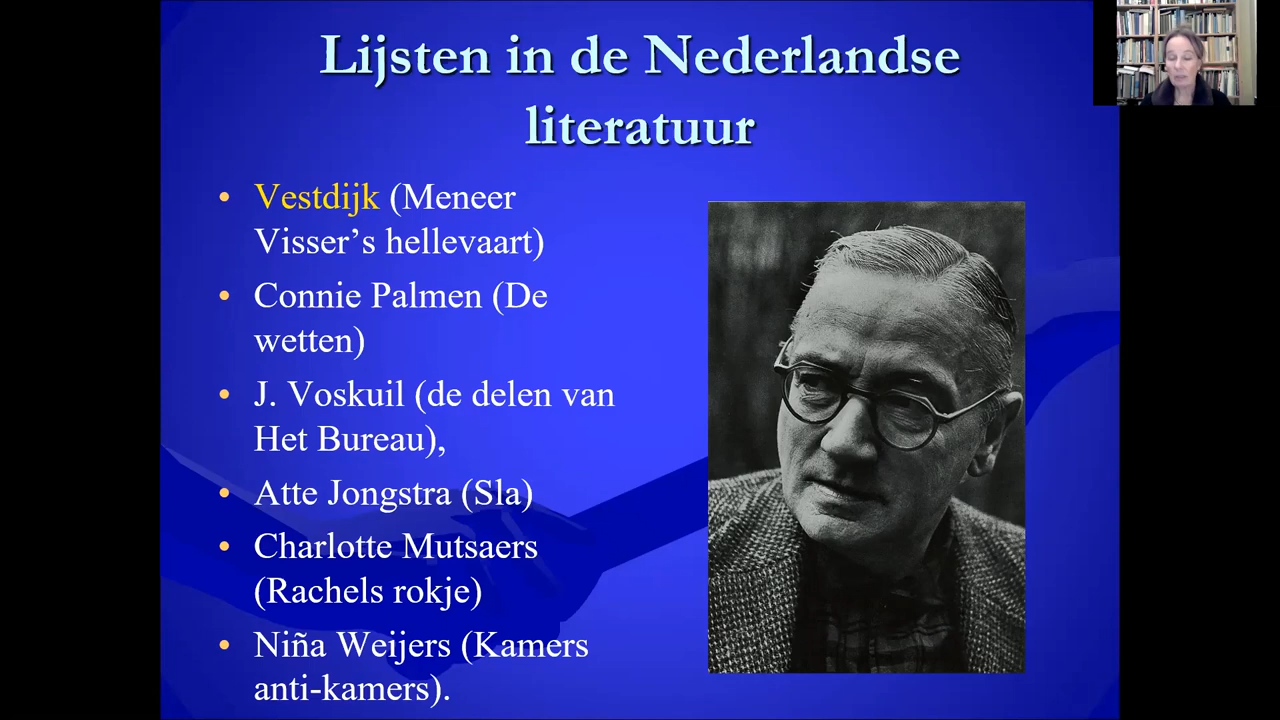 Lijsten in de Nederlandse
literatuur
• Vestdijk (Meneer
Visser’s hellevaart)
• Connie Palmen (De
wetten)
• J. Voskuil (de delen van
Het Bureau),
• Atte Jongstra (Sla)
• Charlotte Mutsaers
(Rachels rokje)
• Niña Weijers (Kamers
anti-kamers).